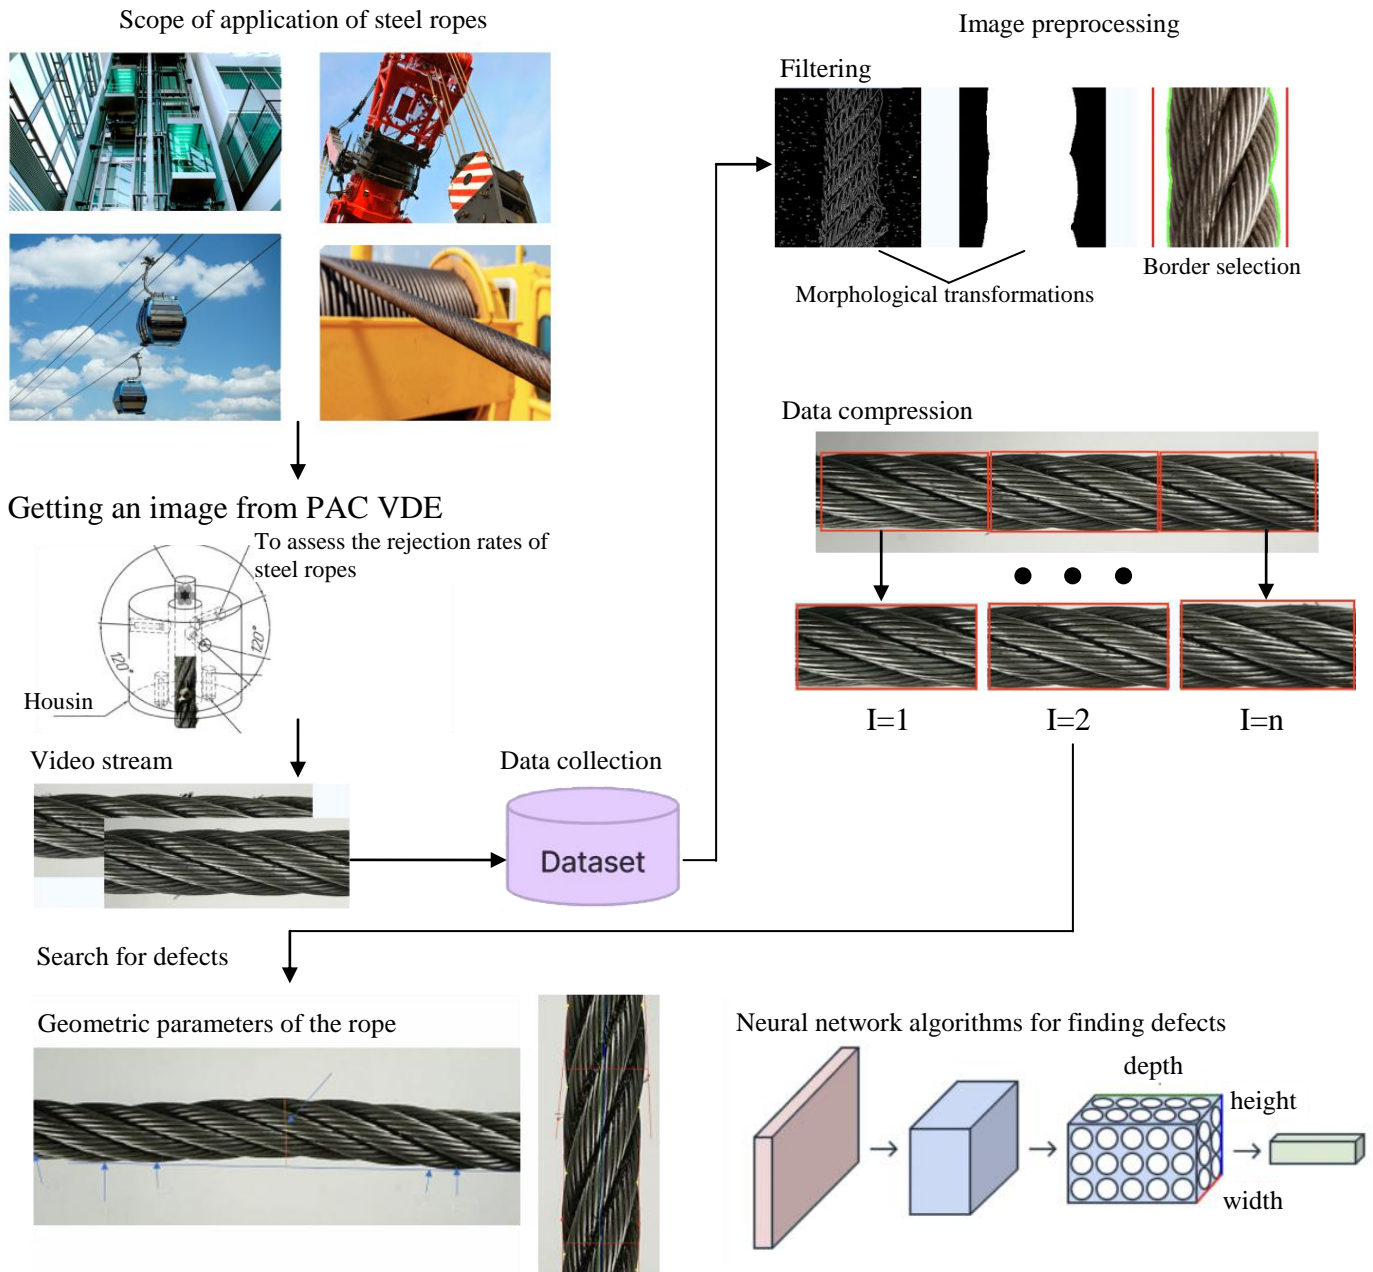 Scope of application of steel ropes
Getting an image from PAC VDE
To assess the rejection rates of
steel ropes
120°
120°
Housin
Video stream
Data collection
Dataset
Image preprocessing
Filtering
Morphological transformations
Border selection
Data compression
I=1
I=2
I=n
Search for defects
Geometric parameters of the rope
Neural network algorithms for finding defects
depth
height
width